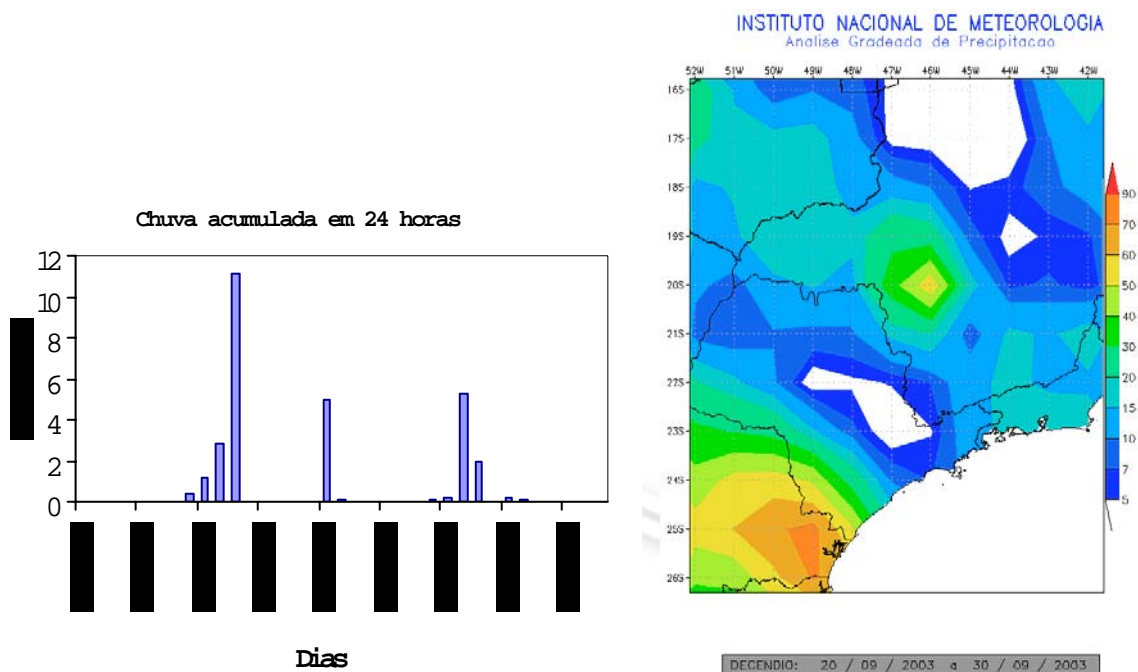 Chuva acumulada em 24 horas
12
10
8
6
4
2
0
Dias
INSTITUTO NACIONAL DE METEOROLOGIA
Analise Gradeada de Precipitacao
52W 51W 50W 49W 48W 47W 46W 45W 44W 43W 42W
16S
17S
18S
19S
20S
21S
22S
23S
24S
25S
26S
90
70
60
50
40
30
20
15
10
7
5
DECENDIO: 20 / 09 / 2003 a 30 / 09 / 2003